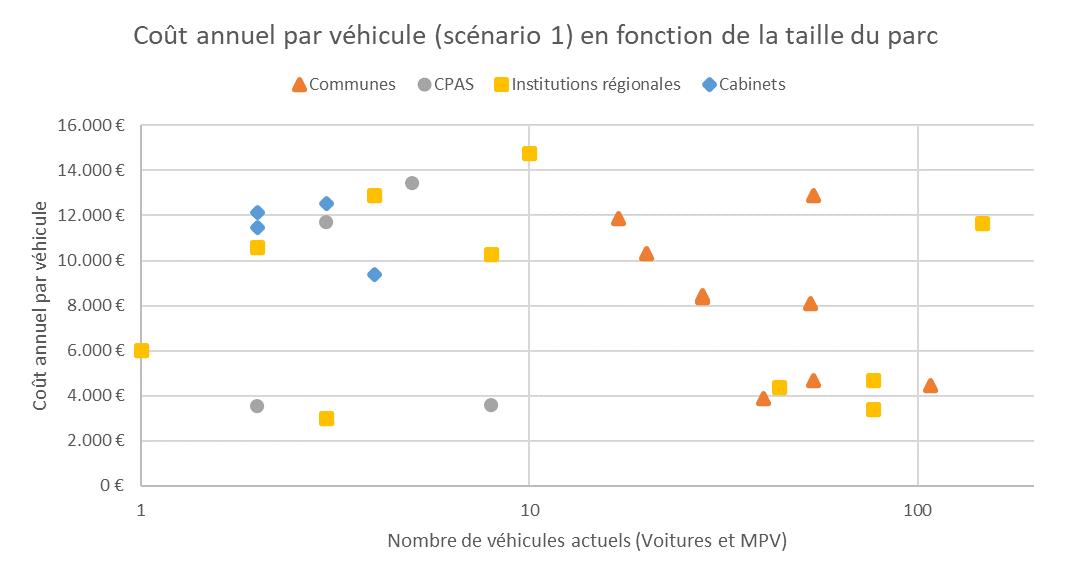 Coût annuel par véhicule (scénario 1) en fonction de la taille du parc
Communes CPAS Institutions régionales Cabinets
16.000 €
14.000 €
12.000 €
10.000 €
8.000 €
6.000 €
4.000 €
2.000 €
0 €
Coût annuel par véhicule
1 10 100
Nombre de véhicules actuels (Voitures et MPV)